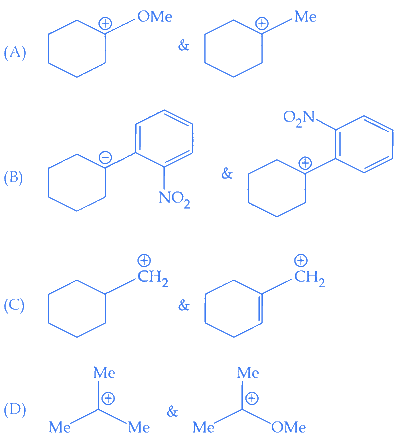 (A) ⊕ OMe & ⊕ Me
(B) ⊖ NO₂ & O₂N ⊕
(C) ⊕ CH₂ & ⊕ CH₂
(D) Me ⊕ Me Me & Me ⊕ Me OMe